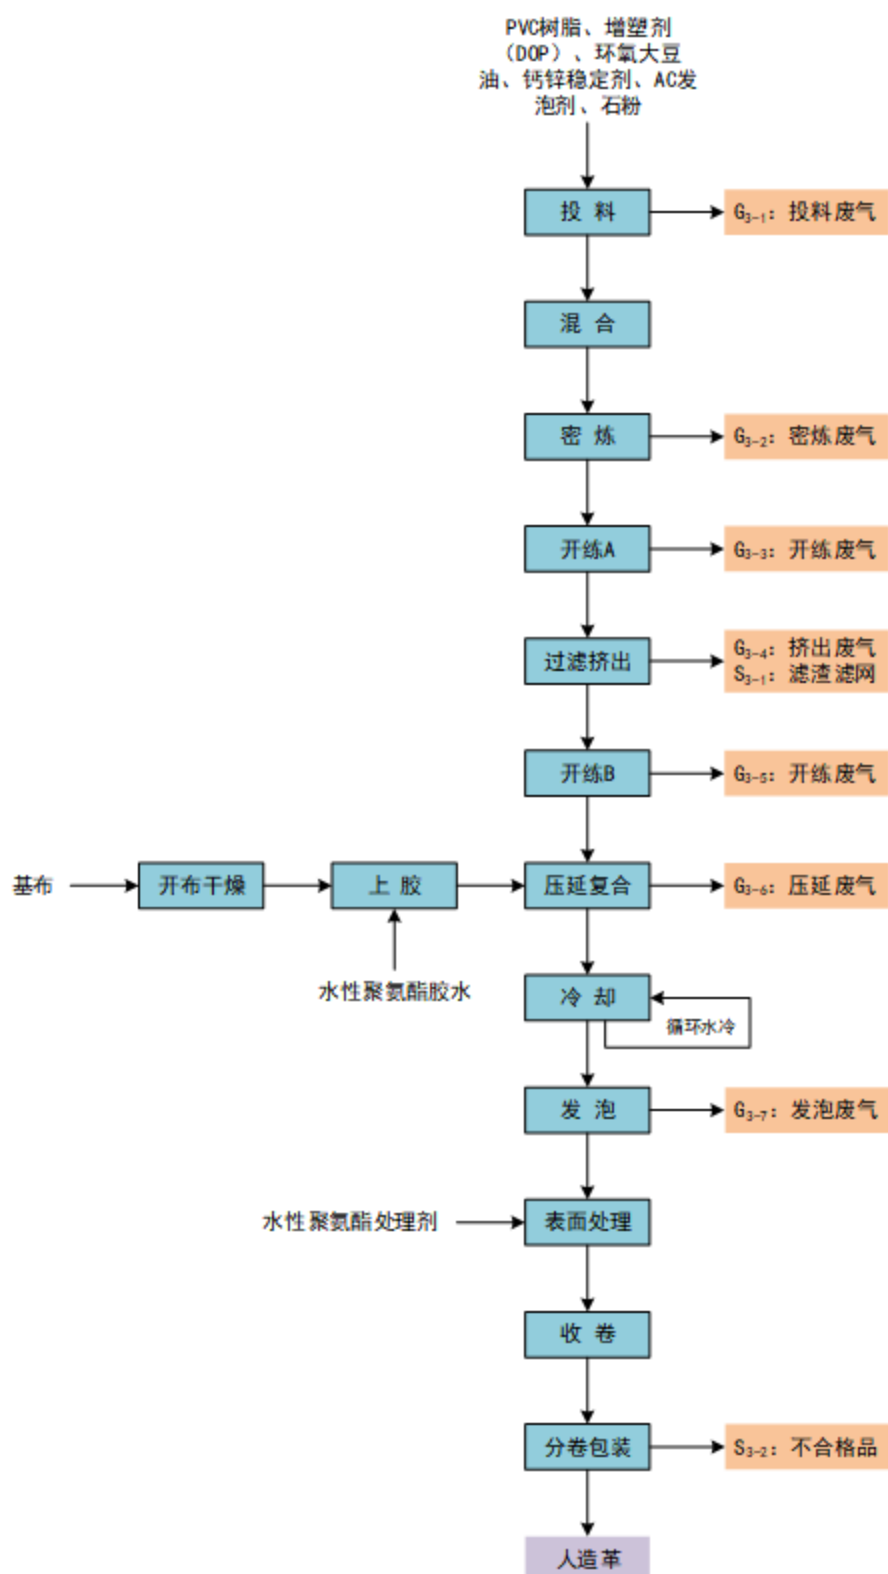 PVC树脂、增塑剂
（DOP）、环氧大豆
油、钙锌稳定剂、AC发
泡剂、石粉
投 料
G3-1: 投料废气
混 合
密 炼
G3-2: 密炼废气
开练A
G3-3: 开练废气
过滤挤出
G3-4: 挤出废气
S3-1: 滤渣滤网
开练B
G3-5: 开练废气
基布
开布干燥
上 胶
压延复合
G3-6: 压延废气
水性聚氨酯胶水
冷 却
循环水冷
发 泡
G3-7: 发泡废气
水性聚氨酯处理剂
表面处理
收 卷
分卷包装
S3-2: 不合格品
人造革